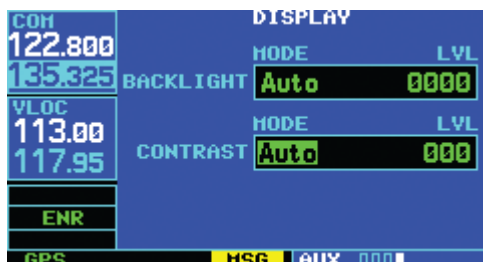 COM
122.800
135.325
VLOC
113.00
117.95
ENR
GPS
DISPLAY
MODE LVL
BACKLIGHT Auto 0000
MODE LVL
CONTRAST Auto 000
MSG AUX